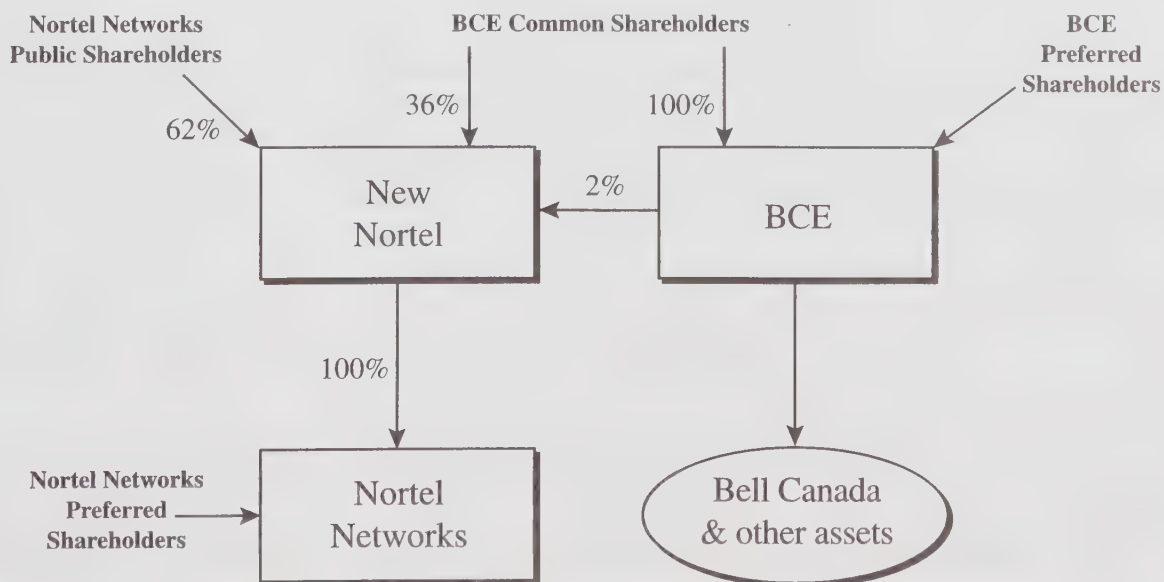 Nortel Networks
Public Shareholders
BCE Common Shareholders
BCE
Preferred
Shareholders
62%
36%
100%
New
Nortel
2%
BCE
100%
Nortel Networks
Preferred
Shareholders
Nortel
Networks
Bell Canada
& other assets